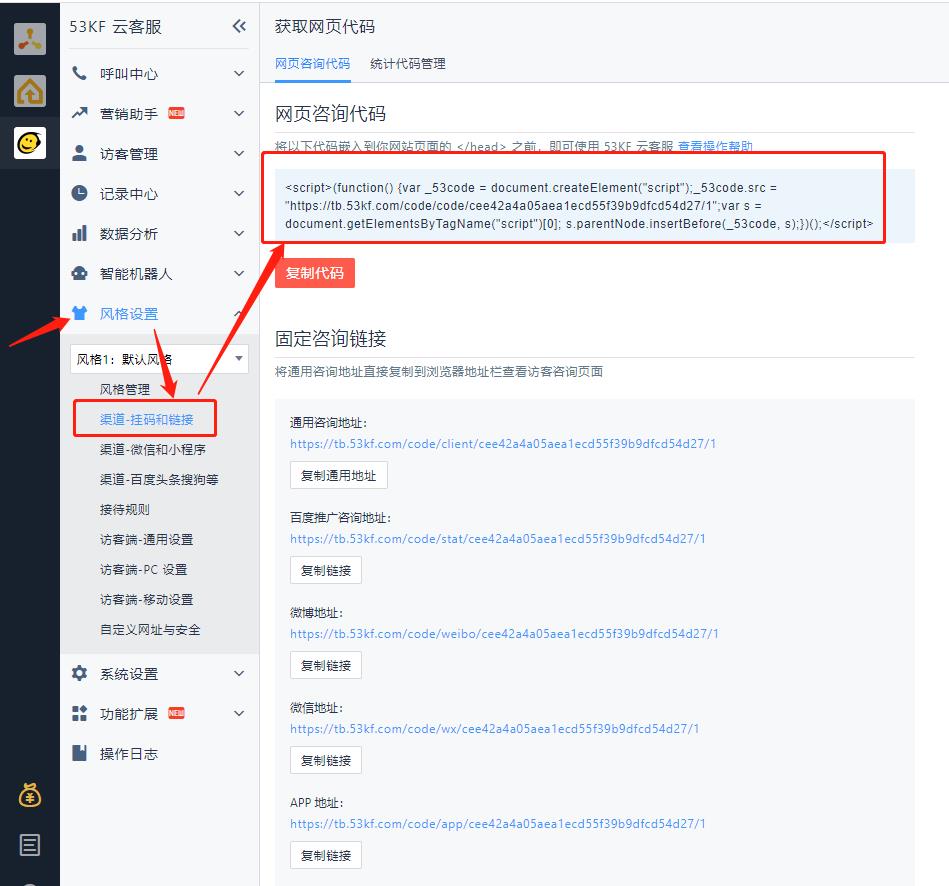 53KF 云客服
呼叫中心
营销助手 NEW
访客管理
记录中心
数据分析
智能机器人
风格设置
风格1：默认风格
风格管理
渠道-挂码和链接
渠道-微信和小程序
渠道-百度头条搜狗等
接待规则
访客端-通用设置
访客端-PC 设置
访客端-移动设置
自定义网址与安全
系统设置
功能扩展 NEW
操作日志
获取网页代码
网页咨询代码 统计代码管理
网页咨询代码
将以下代码嵌入到你网站页面的 </head> 之前，即可使用 53KF 云客服 查看操作帮助
<script>(function() {var _53code = document.createElement("script");_53code.src =
"https://tb.53kf.com/code/code/cee42a4a05aea1ecd55f39b9dfcd54d27/1";var s =
document.getElementsByTagName("script")[0]; s.parentNode.insertBefore(_53code, s);})();</script>
复制代码
固定咨询链接
将通用咨询地址直接复制到浏览器地址栏查看访客咨询页面
通用咨询地址:
https://tb.53kf.com/code/client/cee42a4a05aea1ecd55f39b9dfcd54d27/1
复制通用地址
百度推广咨询地址:
https://tb.53kf.com/code/stat/cee42a4a05aea1ecd55f39b9dfcd54d27/1
复制链接
微博地址:
https://tb.53kf.com/code/weibo/cee42a4a05aea1ecd55f39b9dfcd54d27/1
复制链接
微信地址:
https://tb.53kf.com/code/wx/cee42a4a05aea1ecd55f39b9dfcd54d27/1
复制链接
APP 地址:
https://tb.53kf.com/code/app/cee42a4a05aea1ecd55f39b9dfcd54d27/1
复制链接